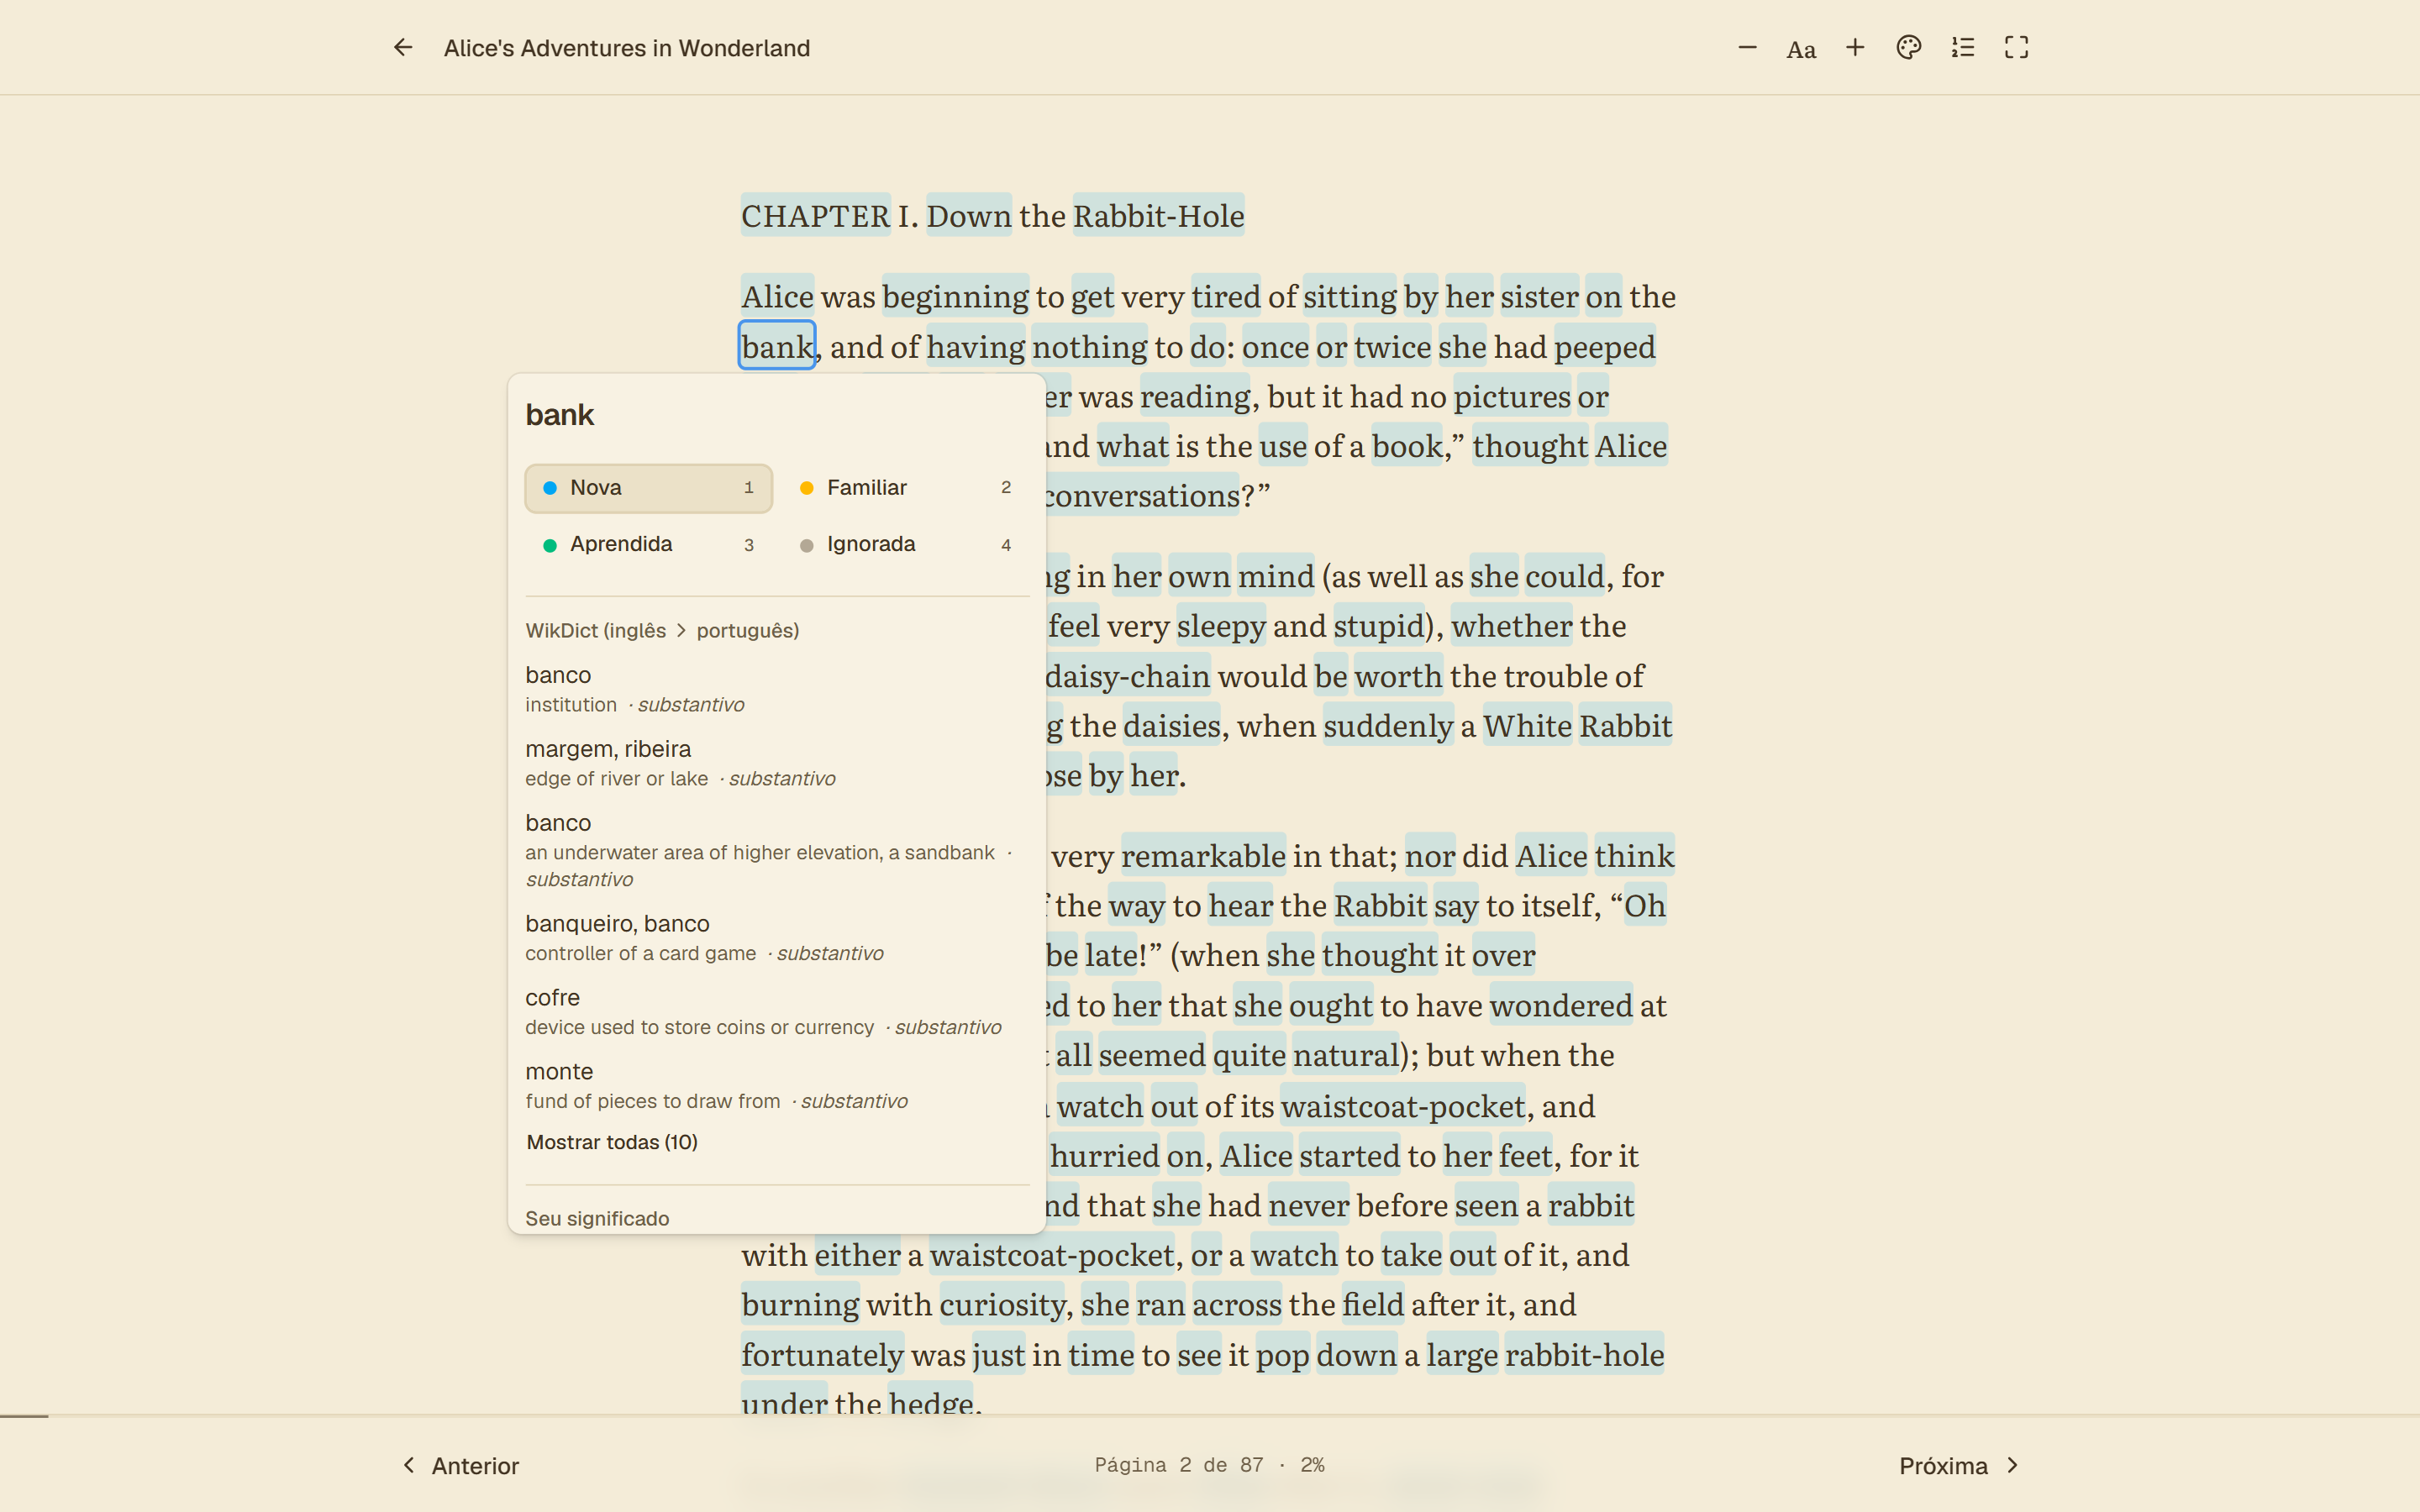 Alice's Adventures in Wonderland
Aa
CHAPTER I. Down the Rabbit-Hole
Alice was beginning to get very tired of sitting by her sister on the
bank, and of having nothing to do: once or twice she had peeped
was reading, but it had no pictures or
what is the use of a book,” thought Alice
conversations?”
in her own mind (as well as she could, for
feel very sleepy and stupid), whether the
daisy-chain would be worth the trouble of
the daisies, when suddenly a White Rabbit
by her.
very remarkable in that; nor did Alice think
the way to hear the Rabbit say to itself, “Oh
be late!” (when she thought it over
to her that she ought to have wondered at
all seemed quite natural); but when the
watch out of its waistcoat-pocket, and
hurried on, Alice started to her feet, for it
that she had never before seen a rabbit
with either a waistcoat-pocket, or a watch to take out of it, and
burning with curiosity, she ran across the field after it, and
fortunately was just in time to see it pop down a large rabbit-hole
under the hedge.
bank
Nova 1
Familiar 2
Aprendida 3
Ignorada 4
WikDict (inglês > português)
banco
institution · substantivo
margem, ribeira
edge of river or lake · substantivo
banco
an underwater area of higher elevation, a sandbank ·
substantivo
banqueiro, banco
controller of a card game · substantivo
cofre
device used to store coins or currency · substantivo
monte
fund of pieces to draw from · substantivo
Mostrar todas (10)
Seu significado
Anterior
Página 2 de 87 · 2%
Próxima